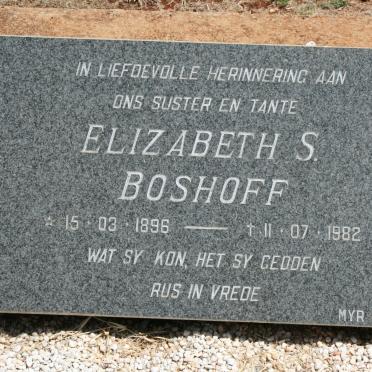 IN LIEFDEVOLLE HERINNERING AAN
ONS SUSTER EN TANTE
ELIZABETH S.
BOSHOFF
☆ 15 · 03 · 1896 — † 11 · 07 · 1982
WAT SY KON, HET SY GEDOEN
RUS IN VREDE
MYR